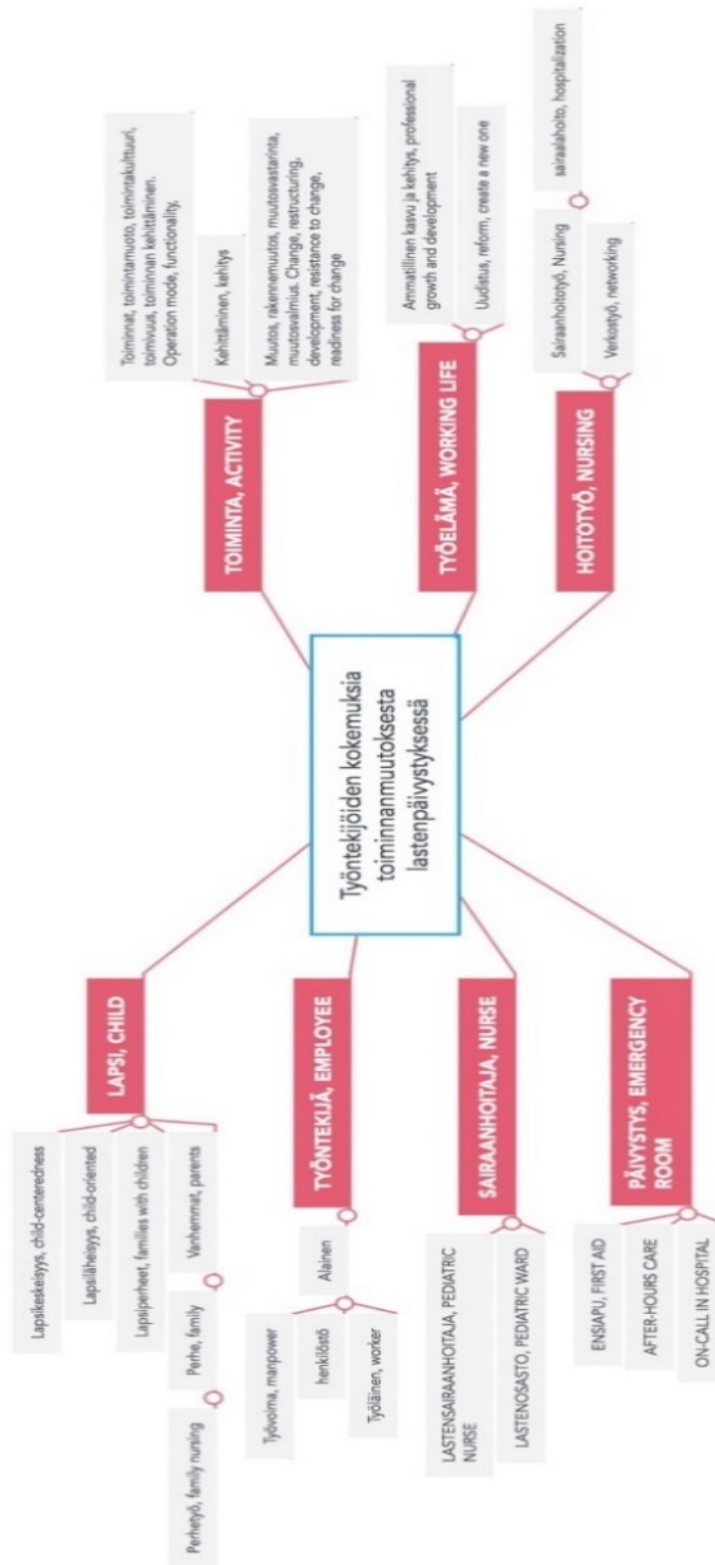 Työntekijöiden kokemuksia
toiminnanmuutoksesta
lastenpäivystyksessä
LAPSI, CHILD
Lapsikeskeisyys, child-centeredness
Lapsiläheisyys, child-oriented
Lapsiperheet, families with children
Vanhemmat, parents
Perhe, family
Perhetyö, family nursing
TYÖNTEKIJÄ, EMPLOYEE
Alainen
Työvoima, manpower
henkilöstö
Työläinen, worker
SAIRAANHOITAJA, NURSE
LASTENSAIRAANHOITAJA, PEDIATRIC
NURSE
LASTENOSASTO, PEDIATRIC WARD
PÄIVYSTYS, EMERGENCY
ROOM
ENSIAPU, FIRST AID
AFTER-HOURS CARE
ON-CALL IN HOSPITAL
TOIMINTA, ACTIVITY
Toiminnat, toimintamuoto, toimintakulttuuri,
toimivuus, toiminnan kehittäminen.
Operation mode, functionality,
Kehittäminen, kehitys
Muutos, rakennemuutos, muutosvastarinta,
muutosvalmius. Change, restructuring,
development, resistance to change,
readiness for change
TYÖELÄMÄ, WORKING LIFE
Ammatillinen kasvu ja kehitys, professional
growth and development
Uudistus, reform, create a new one
HOITOTYÖ, NURSING
Sairaanhoitotyö, Nursing
sairaalahoito, hospitalization
Verkostyö, networking